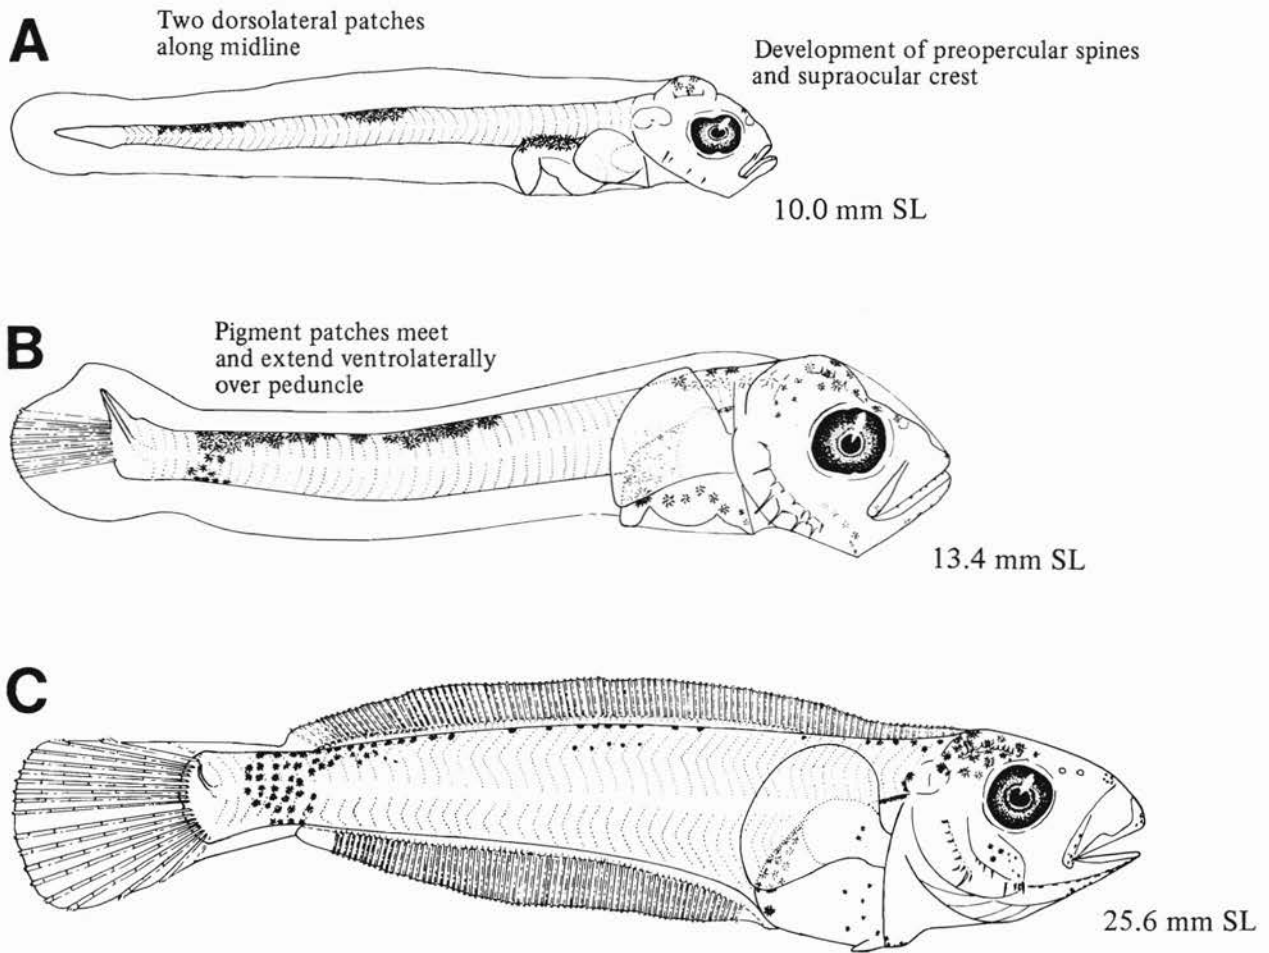 A
Two dorsolateral patches
along midline
Development of preopercular spines
and supraocular crest
10.0 mm SL
B
Pigment patches meet
and extend ventrolaterally
over peduncle
13.4 mm SL
C
25.6 mm SL